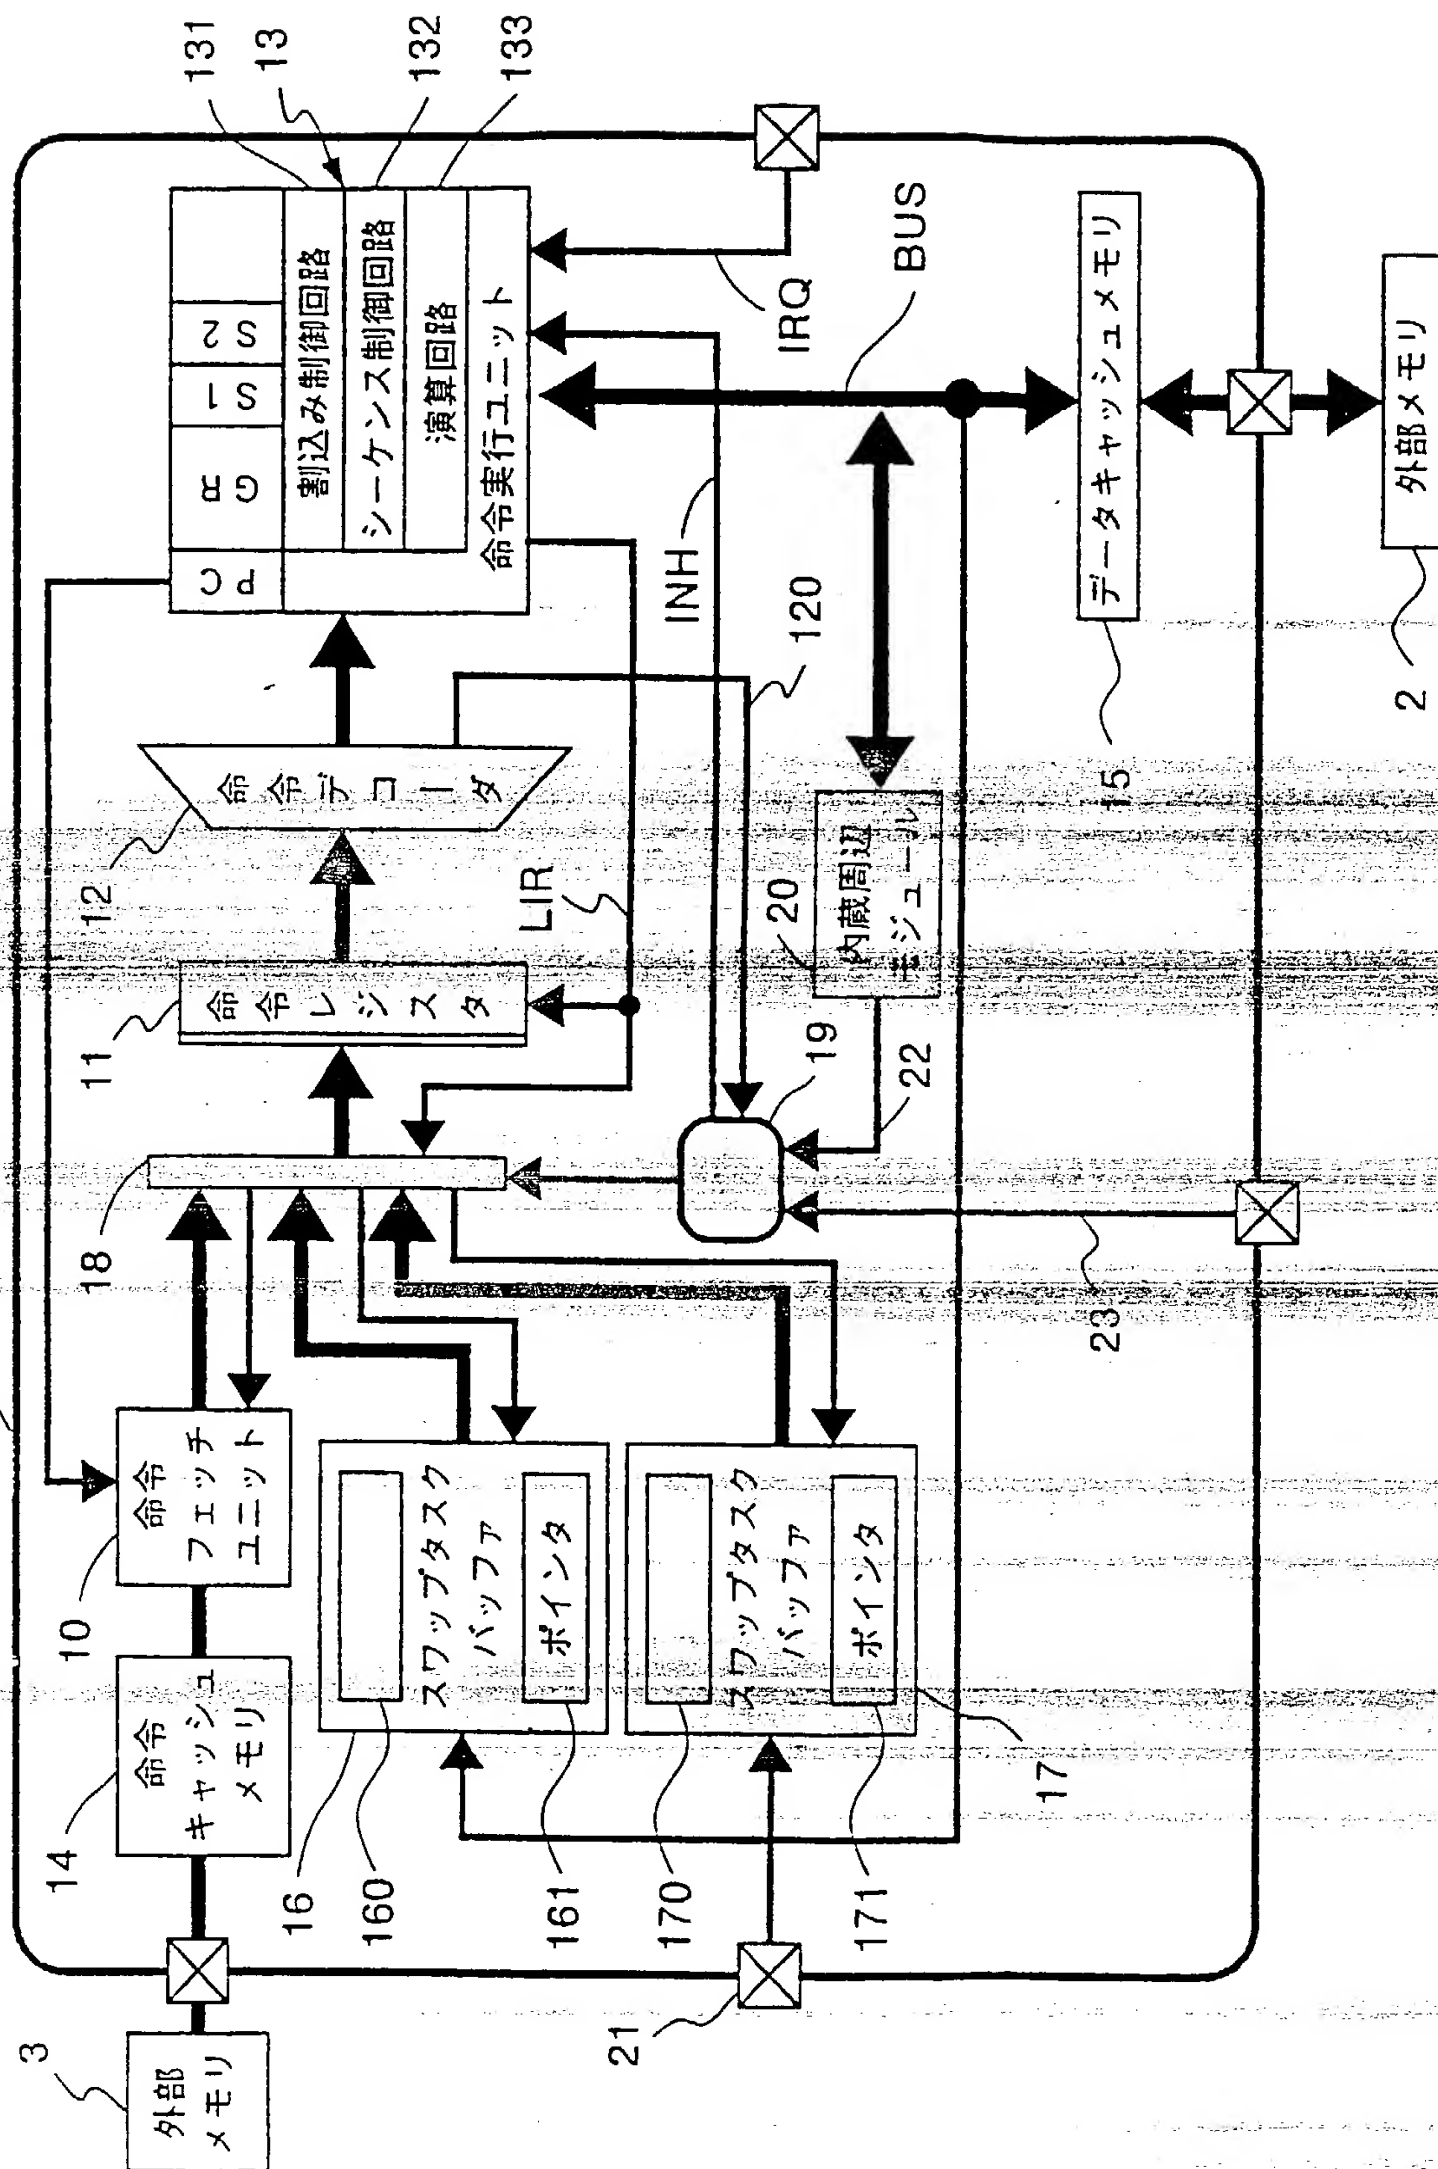 3
外部
メモリ
14
命令
キャッシュ
メモリ
10
命令
フェッチ
ユニット
18
11
命令レジスタ
12
命令デコーダ
PC
GR
S1
S2
131
割込み制御回路
13
132
シーケンス制御回路
133
演算回路
命令実行ユニット
16
160
スワップタスク
バッファ
161
ポインタ
170
スワップタスク
バッファ
171
ポインタ
17
21
LIR
INH
120
IRQ
BUS
19
20
内蔵周辺
モジュール
22
23
15
データキャッシュメモリ
2
外部メモリ